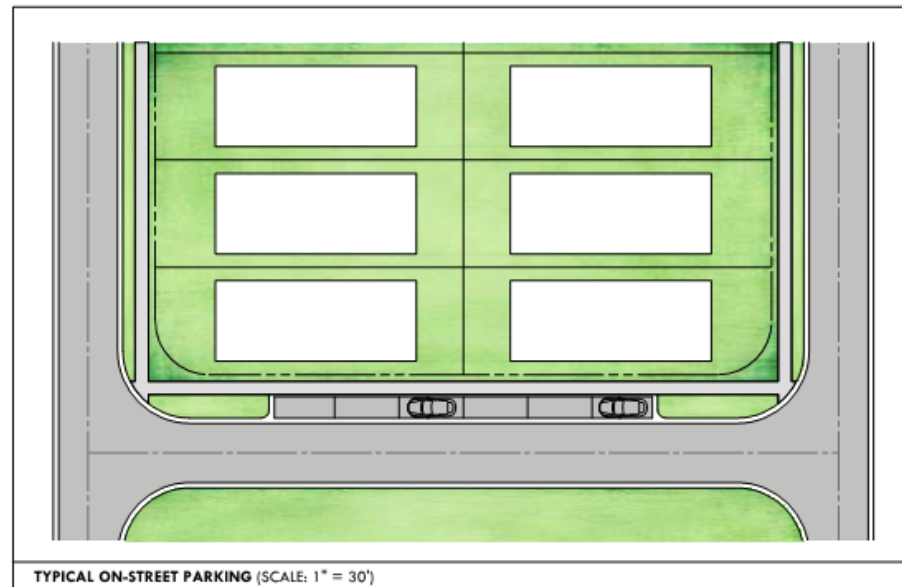 TYPICAL ON-STREET PARKING (SCALE: 1" = 30')